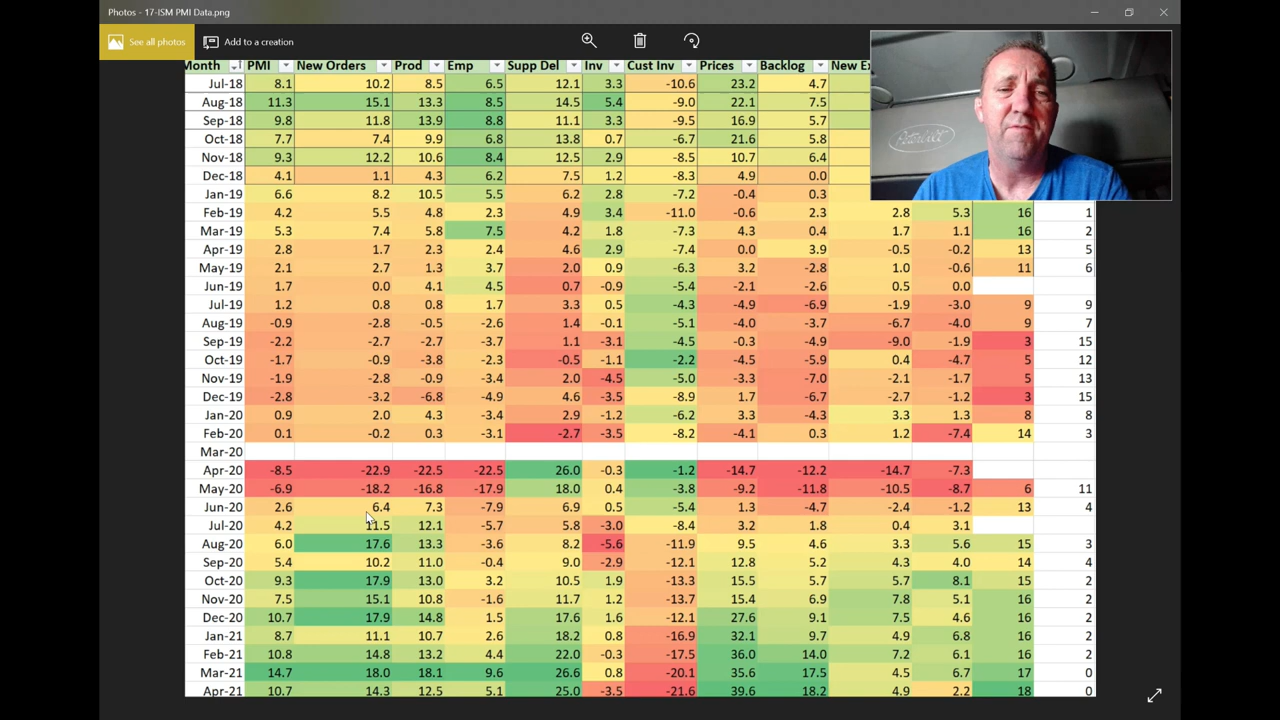 Photos - 17-ISM PMI Data.png
See all photos
Add to a creation
Month PMI New Orders Prod Emp Supp Del Inv Cust Inv Prices Backlog New Ex
Jul-18 8.1 10.2 8.5 6.5 12.1 3.3 -10.6 23.2 4.7
Aug-18 11.3 15.1 13.3 8.5 14.5 5.4 -9.0 22.1 7.5
Sep-18 9.8 11.8 13.9 8.8 11.1 3.3 -9.5 16.9 5.7
Oct-18 7.7 7.4 9.9 6.8 13.8 0.7 -6.7 21.6 5.8
Nov-18 9.3 12.2 10.6 8.4 12.5 2.9 -8.5 10.7 6.4
Dec-18 4.1 1.1 4.3 6.2 7.5 1.2 -8.3 4.9 0.0
Jan-19 6.6 8.2 10.5 5.5 6.2 2.8 -7.2 -0.4 0.3
Feb-19 4.2 5.5 4.8 2.3 4.9 3.4 -11.0 -0.6 2.3 2.8 5.3 16 1
Mar-19 5.3 7.4 5.8 7.5 4.2 1.8 -7.3 4.3 0.4 1.7 1.1 16 2
Apr-19 2.8 1.7 2.3 2.4 4.6 2.9 -7.4 0.0 3.9 -0.5 -0.2 13 5
May-19 2.1 2.7 1.3 3.7 2.0 0.9 -6.3 3.2 -2.8 1.0 -0.6 11 6
Jun-19 1.7 0.0 4.1 4.5 0.7 -0.9 -5.4 -2.1 -2.6 0.5 0.0
Jul-19 1.2 0.8 0.8 1.7 3.3 0.5 -4.3 -4.9 -6.9 -1.9 -3.0 9 9
Aug-19 -0.9 -2.8 -0.5 -2.6 1.4 -0.1 -5.1 -4.0 -3.7 -6.7 -4.0 9 7
Sep-19 -2.2 -2.7 -2.7 -3.7 1.1 -3.1 -4.5 -0.3 -4.9 -9.0 -1.9 3 15
Oct-19 -1.7 -0.9 -3.8 -2.3 -0.5 -1.1 -2.2 -4.5 -5.9 0.4 -4.7 5 12
Nov-19 -1.9 -2.8 -0.9 -3.4 2.0 -4.5 -5.0 -3.3 -7.0 -2.1 -1.7 5 13
Dec-19 -2.8 -3.2 -6.8 -4.9 4.6 -3.5 -8.9 1.7 -6.7 -2.7 -1.2 3 15
Jan-20 0.9 2.0 4.3 -3.4 2.9 -1.2 -6.2 3.3 -4.3 3.3 1.3 8 8
Feb-20 0.1 -0.2 0.3 -3.1 -2.7 -3.5 -8.2 -4.1 0.3 1.2 -7.4 14 3
Mar-20
Apr-20 -8.5 -22.9 -22.5 -22.5 26.0 -0.3 -1.2 -14.7 -12.2 -14.7 -7.3
May-20 -6.9 -18.2 -16.8 -17.9 18.0 0.4 -3.8 -9.2 -11.8 -10.5 -8.7 6 11
Jun-20 2.6 6.4 7.3 -7.9 6.9 0.5 -5.4 1.3 -4.7 -2.4 -1.2 13 4
Jul-20 4.2 11.5 12.1 -5.7 5.8 -3.0 -8.4 3.2 1.8 0.4 3.1
Aug-20 6.0 17.6 13.3 -3.6 8.2 -5.6 -11.9 9.5 4.6 3.3 5.6 15 3
Sep-20 5.4 10.2 11.0 -0.4 9.0 -2.9 -12.1 12.8 5.2 4.3 4.0 14 4
Oct-20 9.3 17.9 13.0 3.2 10.5 1.9 -13.3 15.5 5.7 5.7 8.1 15 2
Nov-20 7.5 15.1 10.8 -1.6 11.7 1.2 -13.7 15.4 6.9 7.8 5.1 16 2
Dec-20 10.7 17.9 14.8 1.5 17.6 1.6 -12.1 27.6 9.1 7.5 4.6 16 2
Jan-21 8.7 11.1 10.7 2.6 18.2 0.8 -16.9 32.1 9.7 4.9 6.8 16 2
Feb-21 10.8 14.8 13.2 4.4 22.0 -0.3 -17.5 36.0 14.0 7.2 6.1 16 2
Mar-21 14.7 18.0 18.1 9.6 26.6 0.8 -20.1 35.6 17.5 4.5 6.7 17 0
Apr-21 10.7 14.3 12.5 5.1 25.0 -3.5 -21.6 39.6 18.2 4.9 2.2 18 0
Peterbilt